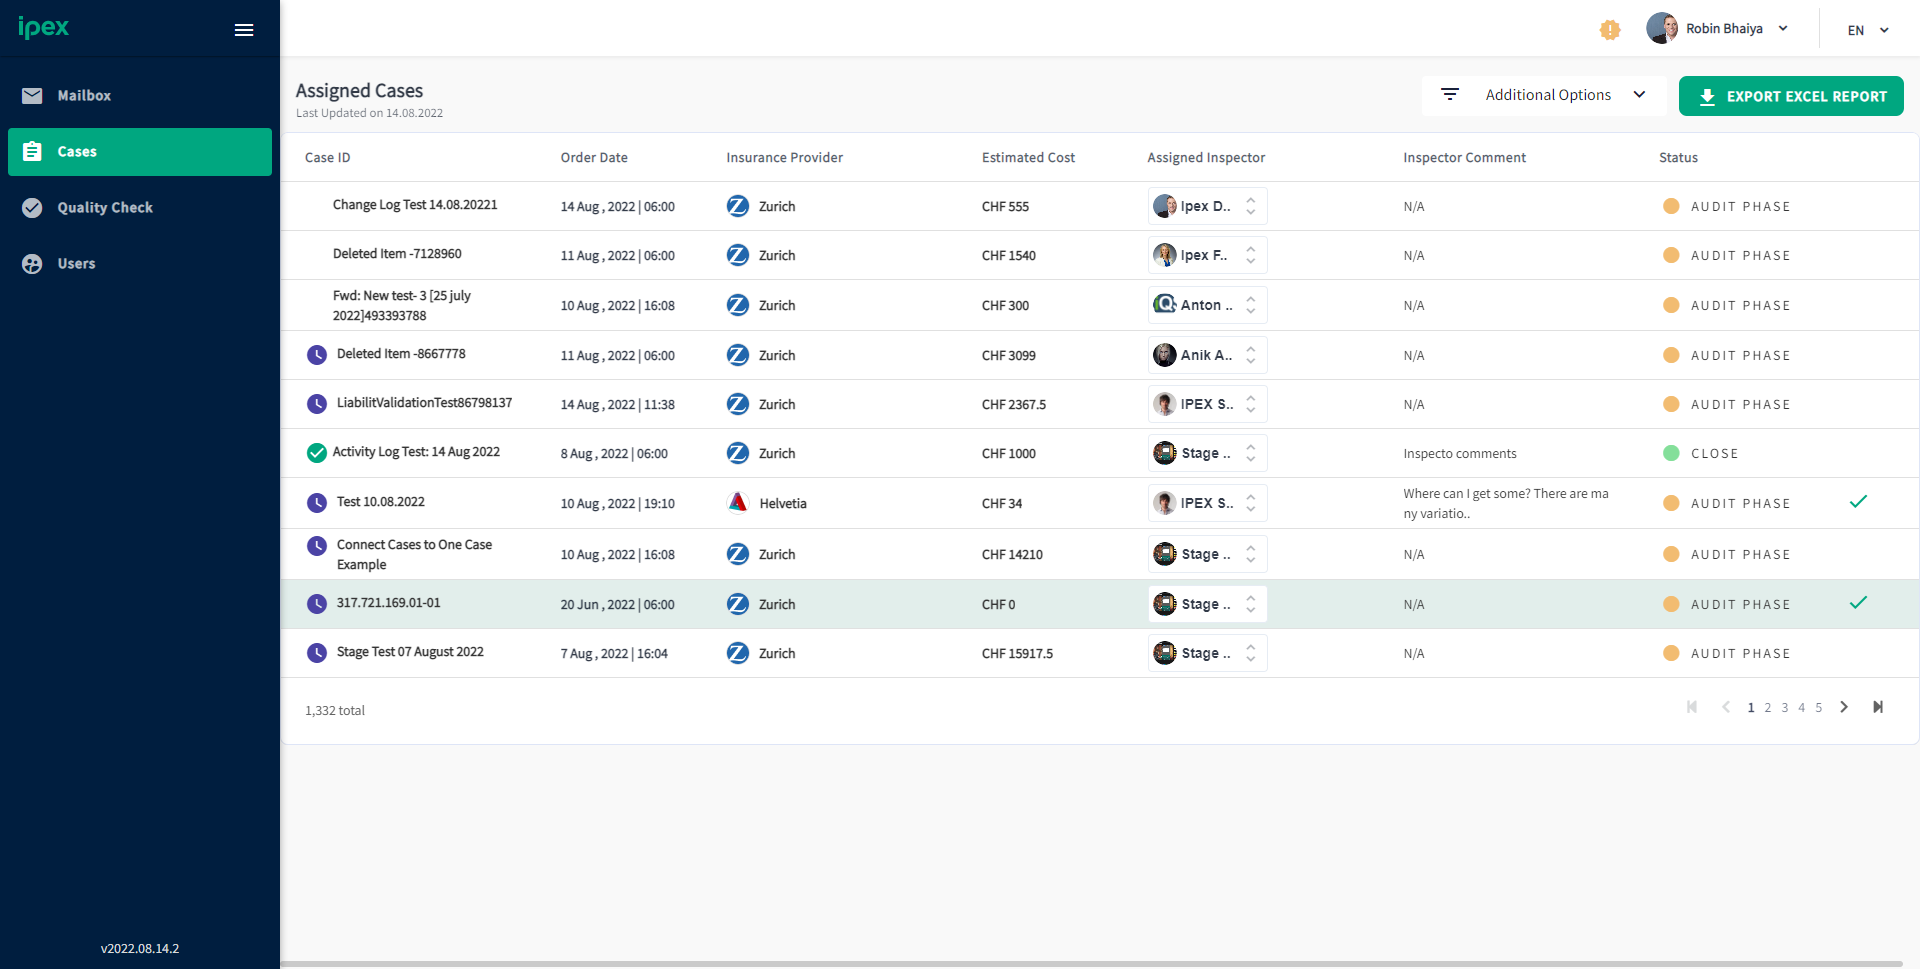 ipex
Robin Bhaiya
EN
Mailbox
Cases
Quality Check
Users
v2022.08.14.2
Assigned Cases
Last Updated on 14.08.2022
Additional Options
EXPORT EXCEL REPORT
Case ID Order Date Insurance Provider Estimated Cost Assigned Inspector Inspector Comment Status
Change Log Test 14.08.20221 14 Aug , 2022 | 06:00 Zurich CHF 555 Ipex D.. N/A AUDIT PHASE
Deleted Item -7128960 11 Aug , 2022 | 06:00 Zurich CHF 1540 Ipex F.. N/A AUDIT PHASE
Fwd: New test- 3 [25 july
2022]493393788 10 Aug , 2022 | 16:08 Zurich CHF 300 Anton .. N/A AUDIT PHASE
Deleted Item -8667778 11 Aug , 2022 | 06:00 Zurich CHF 3099 Anik A.. N/A AUDIT PHASE
LiabilitValidationTest86798137 14 Aug , 2022 | 11:38 Zurich CHF 2367.5 IPEX S.. N/A AUDIT PHASE
Activity Log Test: 14 Aug 2022 8 Aug , 2022 | 06:00 Zurich CHF 1000 Stage .. Inspecto comments CLOSE
Test 10.08.2022 10 Aug , 2022 | 19:10 Helvetia CHF 34 IPEX S.. Where can I get some? There are ma
ny variatio.. AUDIT PHASE
Connect Cases to One Case
Example 10 Aug , 2022 | 16:08 Zurich CHF 14210 Stage .. N/A AUDIT PHASE
317.721.169.01-01 20 Jun , 2022 | 06:00 Zurich CHF 0 Stage .. N/A AUDIT PHASE
Stage Test 07 August 2022 7 Aug , 2022 | 16:04 Zurich CHF 15917.5 Stage .. N/A AUDIT PHASE
1,332 total
1 2 3 4 5